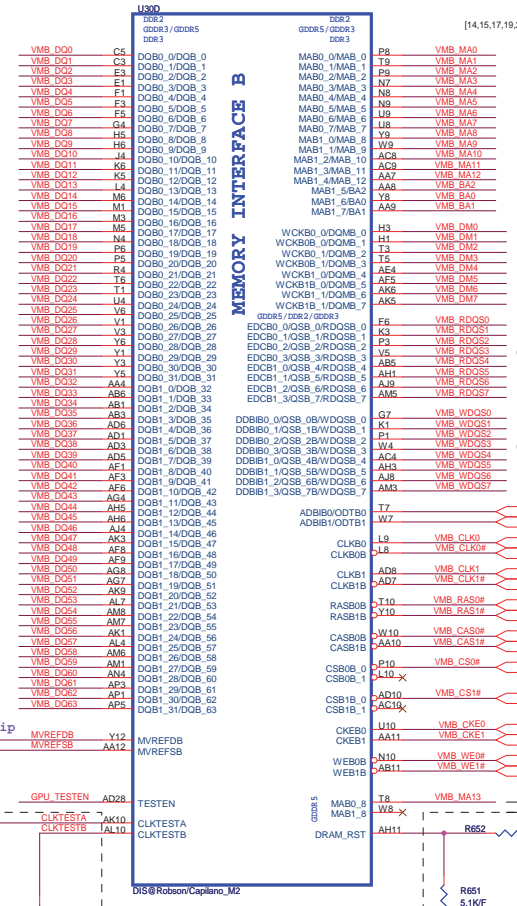 U30D
DDR2
GDDR3/GDDR5
DDR3
DDR2
GDDR5/GDDR3
DDR3
[14,15,17,19,
VMB_DQ0 C5 DQB0_0/DQB_0
VMB_DQ1 C3 DQB0_1/DQB_1
VMB_DQ2 E3 DQB0_2/DQB_2
VMB_DQ3 E1 DQB0_3/DQB_3
VMB_DQ4 F1 DQB0_4/DQB_4
VMB_DQ5 F3 DQB0_5/DQB_5
VMB_DQ6 F5 DQB0_6/DQB_6
VMB_DQ7 G4 DQB0_7/DQB_7
VMB_DQ8 H5 DQB0_8/DQB_8
VMB_DQ9 H6 DQB0_9/DQB_9
VMB_DQ10 J4 DQB0_10/DQB_10
VMB_DQ11 K6 DQB0_11/DQB_11
VMB_DQ12 K5 DQB0_12/DQB_12
VMB_DQ13 L4 DQB0_13/DQB_13
VMB_DQ14 M6 DQB0_14/DQB_14
VMB_DQ15 M1 DQB0_15/DQB_15
VMB_DQ16 M3 DQB0_16/DQB_16
VMB_DQ17 M5 DQB0_17/DQB_17
VMB_DQ18 N4 DQB0_18/DQB_18
VMB_DQ19 P6 DQB0_19/DQB_19
VMB_DQ20 P5 DQB0_20/DQB_20
VMB_DQ21 R4 DQB0_21/DQB_21
VMB_DQ22 T6 DQB0_22/DQB_22
VMB_DQ23 T1 DQB0_23/DQB_23
VMB_DQ24 U4 DQB0_24/DQB_24
VMB_DQ25 V6 DQB0_25/DQB_25
VMB_DQ26 V1 DQB0_26/DQB_26
VMB_DQ27 V3 DQB0_27/DQB_27
VMB_DQ28 Y6 DQB0_28/DQB_28
VMB_DQ29 Y1 DQB0_29/DQB_29
VMB_DQ30 Y3 DQB0_30/DQB_30
VMB_DQ31 Y5 DQB0_31/DQB_31
VMB_DQ32 AA4 DQB1_0/DQB_32
VMB_DQ33 AB6 DQB1_1/DQB_33
VMB_DQ34 AB1 DQB1_2/DQB_34
VMB_DQ35 AB3 DQB1_3/DQB_35
VMB_DQ36 AD6 DQB1_4/DQB_36
VMB_DQ37 AD1 DQB1_5/DQB_37
VMB_DQ38 AD3 DQB1_6/DQB_38
VMB_DQ39 AD5 DQB1_7/DQB_39
VMB_DQ40 AF1 DQB1_8/DQB_40
VMB_DQ41 AF3 DQB1_9/DQB_41
VMB_DQ42 AF6 DQB1_10/DQB_42
VMB_DQ43 AG4 DQB1_11/DQB_43
VMB_DQ44 AH5 DQB1_12/DQB_44
VMB_DQ45 AH6 DQB1_13/DQB_45
VMB_DQ46 AJ4 DQB1_14/DQB_46
VMB_DQ47 AK3 DQB1_15/DQB_47
VMB_DQ48 AF8 DQB1_16/DQB_48
VMB_DQ49 AF9 DQB1_17/DQB_49
VMB_DQ50 AG8 DQB1_18/DQB_50
VMB_DQ51 AG7 DQB1_19/DQB_51
VMB_DQ52 AK9 DQB1_20/DQB_52
VMB_DQ53 AL7 DQB1_21/DQB_53
VMB_DQ54 AM8 DQB1_22/DQB_54
VMB_DQ55 AM7 DQB1_23/DQB_55
VMB_DQ56 AK1 DQB1_24/DQB_56
VMB_DQ57 AL4 DQB1_25/DQB_57
VMB_DQ58 AM6 DQB1_26/DQB_58
VMB_DQ59 AM1 DQB1_27/DQB_59
VMB_DQ60 AN4 DQB1_28/DQB_60
VMB_DQ61 AP3 DQB1_29/DQB_61
VMB_DQ62 AP1 DQB1_30/DQB_62
VMB_DQ63 AP5 DQB1_31/DQB_63
ip
MVREFDB Y12 MVREFDB
MVREFSB AA12 MVREFSB
GPU_TESTEN AD28 TESTEN
CLKTESTA AK10 CLKTESTA
CLKTESTB AL10 CLKTESTB
MEMORY INTERFACE B
MAB0_0/MAB_0 P8 VMB_MA0
MAB0_1/MAB_1 T9 VMB_MA1
MAB0_2/MAB_2 P9 VMB_MA2
MAB0_3/MAB_3 N7 VMB_MA3
MAB0_4/MAB_4 N8 VMB_MA4
MAB0_5/MAB_5 N9 VMB_MA5
MAB0_6/MAB_6 U9 VMB_MA6
MAB0_7/MAB_7 U8 VMB_MA7
MAB1_0/MAB_8 Y9 VMB_MA8
MAB1_1/MAB_9 W9 VMB_MA9
MAB1_2/MAB_10 AC8 VMB_MA10
MAB1_3/MAB_11 AC9 VMB_MA11
MAB1_4/MAB_12 AA7 VMB_MA12
MAB1_5/BA2 AA8 VMB_BA2
MAB1_6/BA0 Y8 VMB_BA0
MAB1_7/BA1 AA9 VMB_BA1
WCKB0_0/DQMB_0 H3 VMB_DM0
WCKB0B_0/DQMB_1 H1 VMB_DM1
WCKB0_1/DQMB_2 T3 VMB_DM2
WCKB0B_1/DQMB_3 T5 VMB_DM3
WCKB1_0/DQMB_4 AE4 VMB_DM4
WCKB1B_0/DQMB_5 AF5 VMB_DM5
WCKB1_1/DQMB_6 AK6 VMB_DM6
WCKB1B_1/DQMB_7 AK5 VMB_DM7
GDDR5/DDR2/GDDR3
EDCB0_0/QSB_0/RDQSB_0 F6 VMB_RDQS0
EDCB0_1/QSB_1/RDQSB_1 K3 VMB_RDQS1
EDCB0_2/QSB_2/RDQSB_2 P3 VMB_RDQS2
EDCB0_3/QSB_3/RDQSB_3 V5 VMB_RDQS3
EDCB1_0/QSB_4/RDQSB_4 AB5 VMB_RDQS4
EDCB1_1/QSB_5/RDQSB_5 AH1 VMB_RDQS5
EDCB1_2/QSB_6/RDQSB_6 AJ9 VMB_RDQS6
EDCB1_3/QSB_7/RDQSB_7 AM5 VMB_RDQS7
DDBIB0_0/QSB_0B/WDQSB_0 G7 VMB_WDQS0
DDBIB0_1/QSB_1B/WDQSB_1 K1 VMB_WDQS1
DDBIB0_2/QSB_2B/WDQSB_2 P1 VMB_WDQS2
DDBIB0_3/QSB_3B/WDQSB_3 W4 VMB_WDQS3
DDBIB1_0/QSB_4B/WDQSB_4 AC4 VMB_WDQS4
DDBIB1_1/QSB_5B/WDQSB_5 AH3 VMB_WDQS5
DDBIB1_2/QSB_6B/WDQSB_6 AJ8 VMB_WDQS6
DDBIB1_3/QSB_7B/WDQSB_7 AM3 VMB_WDQS7
ADBIB0/ODTB0 T7
ADBIB1/ODTB1 W7
CLKB0 L9 VMB_CLK0
CLKB0B L8 VMB_CLK0#
CLKB1 AD8 VMB_CLK1
CLKB1B AD7 VMB_CLK1#
RASB0B T10 VMB_RAS0#
RASB1B Y10 VMB_RAS1#
CASB0B W10 VMB_CAS0#
CASB1B AA10 VMB_CAS1#
CSB0B_0 P10 VMB_CS0#
CSB0B_1 L10
CSB1B_0 AD10 VMB_CS1#
CSB1B_1 AC10
CKEB0 U10 VMB_CKE0
CKEB1 AA11 VMB_CKE1
WEB0B N10 VMB_WE0#
WEB1B AB11 VMB_WE1#
GDDR5
MAB0_8 T8 VMB_MA13
MAB1_8 W8
DRAM_RST AH11 R652
DIS@Robson/Capilano_M2
R651
5.1K/F